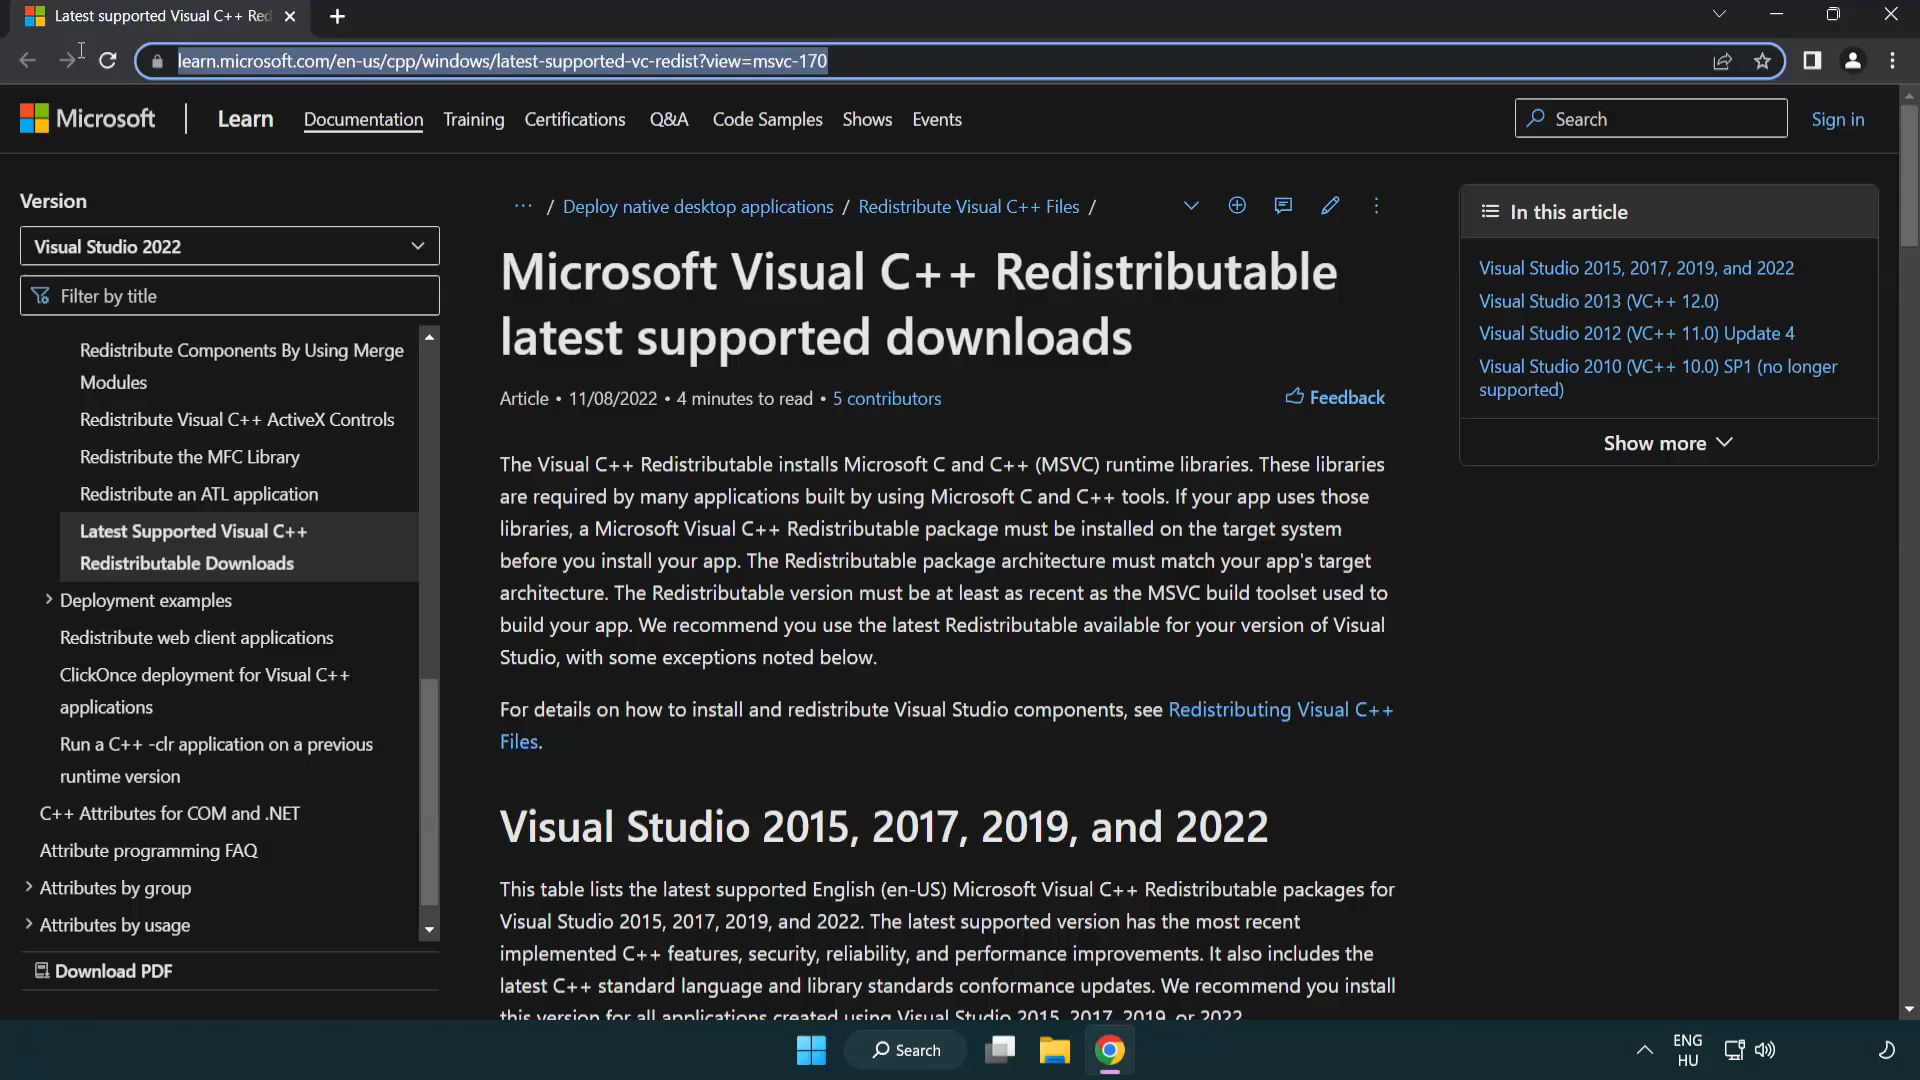 Latest supported Visual C++ Red
learn.microsoft.com/en-us/cpp/windows/latest-supported-vc-redist?view=msvc-170
Microsoft
Learn
Documentation
Training
Certifications
Q&A
Code Samples
Shows
Events
Search
Sign in
Version
Visual Studio 2022
Filter by title
Redistribute Components By Using Merge
Modules
Redistribute Visual C++ ActiveX Controls
Redistribute the MFC Library
Redistribute an ATL application
Latest Supported Visual C++
Redistributable Downloads
Deployment examples
Redistribute web client applications
ClickOnce deployment for Visual C++
applications
Run a C++ -clr application on a previous
runtime version
C++ Attributes for COM and .NET
Attribute programming FAQ
Attributes by group
Attributes by usage
Download PDF
··· / Deploy native desktop applications / Redistribute Visual C++ Files /
Microsoft Visual C++ Redistributable
latest supported downloads
Article • 11/08/2022 • 4 minutes to read • 5 contributors
Feedback
The Visual C++ Redistributable installs Microsoft C and C++ (MSVC) runtime libraries. These libraries
are required by many applications built by using Microsoft C and C++ tools. If your app uses those
libraries, a Microsoft Visual C++ Redistributable package must be installed on the target system
before you install your app. The Redistributable package architecture must match your app's target
architecture. The Redistributable version must be at least as recent as the MSVC build toolset used to
build your app. We recommend you use the latest Redistributable available for your version of Visual
Studio, with some exceptions noted below.
For details on how to install and redistribute Visual Studio components, see Redistributing Visual C++
Files.
Visual Studio 2015, 2017, 2019, and 2022
This table lists the latest supported English (en-US) Microsoft Visual C++ Redistributable packages for
Visual Studio 2015, 2017, 2019, and 2022. The latest supported version has the most recent
implemented C++ features, security, reliability, and performance improvements. It also includes the
latest C++ standard language and library standards conformance updates. We recommend you install
this version for all applications created using Visual Studio 2015, 2017, 2019, or 2022.
In this article
Visual Studio 2015, 2017, 2019, and 2022
Visual Studio 2013 (VC++ 12.0)
Visual Studio 2012 (VC++ 11.0) Update 4
Visual Studio 2010 (VC++ 10.0) SP1 (no longer
supported)
Show more
Search
ENG
HU